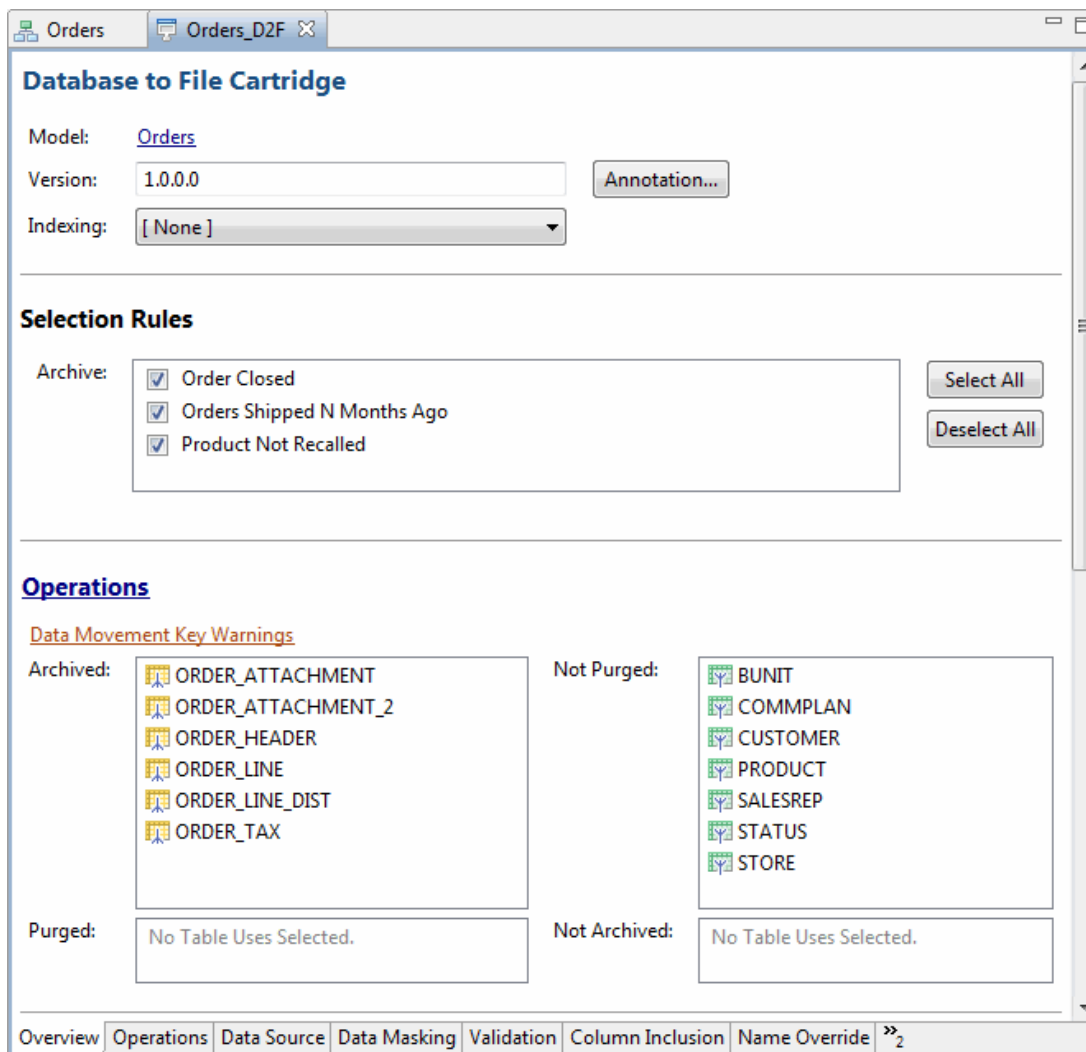 Orders
Orders_D2F
Database to File Cartridge
Model:
Orders
Version:
1.0.0.0
Annotation...
Indexing:
[ None ]
Selection Rules
Archive:
Order Closed
Orders Shipped N Months Ago
Product Not Recalled
Select All
Deselect All
Operations
Data Movement Key Warnings
Archived:
ORDER_ATTACHMENT
ORDER_ATTACHMENT_2
ORDER_HEADER
ORDER_LINE
ORDER_LINE_DIST
ORDER_TAX
Not Purged:
BUNIT
COMMPLAN
CUSTOMER
PRODUCT
SALESREP
STATUS
STORE
Purged:
No Table Uses Selected.
Not Archived:
No Table Uses Selected.
Overview Operations Data Source Data Masking Validation Column Inclusion Name Override »2